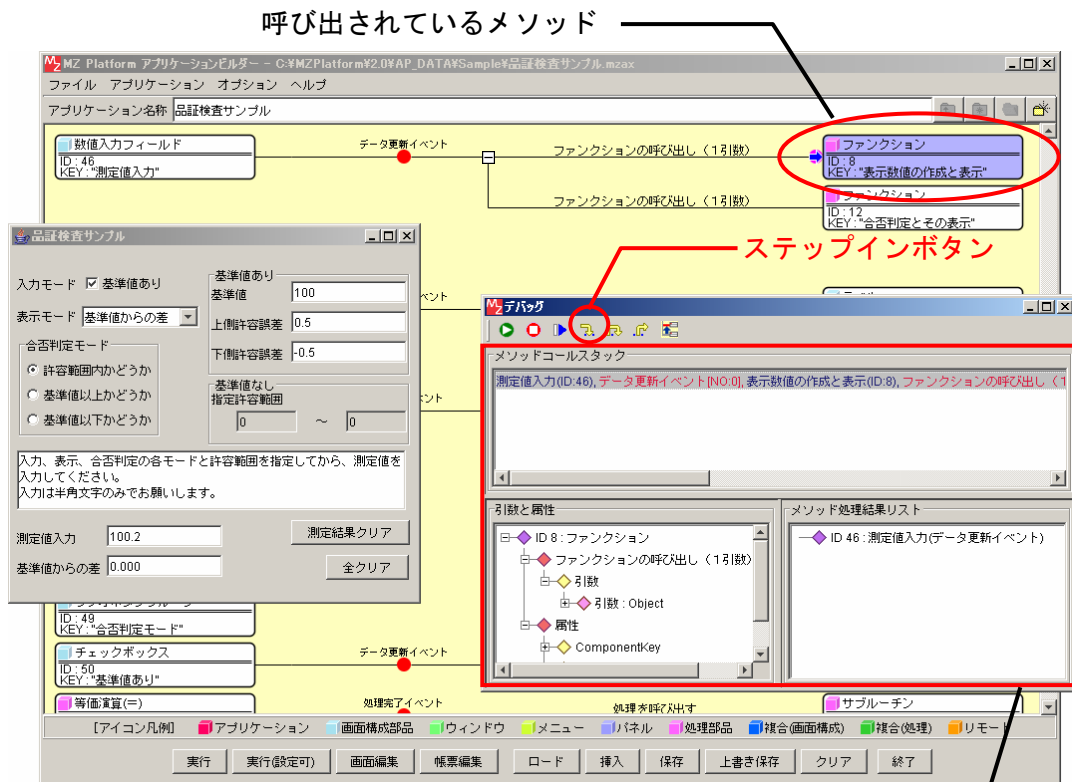 呼び出されているメソッド
MZ Platform アプリケーションビルダー - C:¥MZPlatform¥2.0¥AP_DATA¥Sample¥品証検査サンプル.mzax
ファイル アプリケーション オプション ヘルプ
アプリケーション名称 品証検査サンプル
数値入力フィールド
ID : 46
KEY : "測定値入力"
データ更新イベント
ファンクションの呼び出し（１引数）
ファンクション
ID : 8
KEY : "表示数値の作成と表示"
ファンクションの呼び出し（１引数）
ファンクション
ID : 12
KEY : "合否判定とその表示"
ステップインボタン
品証検査サンプル
入力モード 基準値あり
表示モード 基準値からの差
合否判定モード
許容範囲内かどうか
基準値以上かどうか
基準値以下かどうか
基準値あり
基準値 100
上側許容誤差 0.5
下側許容誤差 -0.5
基準値なし
指定許容範囲
0 ～ 0
入力、表示、合否判定の各モードと許容範囲を指定してから、測定値を
入力してください。
入力は半角文字のみでお願いします。
測定値入力 100.2
測定結果クリア
基準値からの差 0.000
全クリア
ベント
ベント
デバッグ
メソッドコールスタック
測定値入力(ID:46), データ更新イベント[NO:0], 表示数値の作成と表示(ID:8), ファンクションの呼び出し（1
引数と属性
ID 8 : ファンクション
ファンクションの呼び出し（１引数）
引数
引数 : Object
属性
ComponentKey
メソッド処理結果リスト
ID 46 : 測定値入力(データ更新イベント)
ID : 49
KEY : "合否判定モード"
チェックボックス
ID : 50
KEY : "基準値あり"
データ更新イベント
等価演算(=)
処理完了イベント
処理を呼び出す
サブルーチン
[アイコン凡例] アプリケーション 画面構成部品 ウィンドウ メニュー パネル 処理部品 複合(画面構成) 複合(処理) リモート
実行 実行(設定可) 画面編集 帳票編集 ロード 挿入 保存 上書き保存 クリア 終了